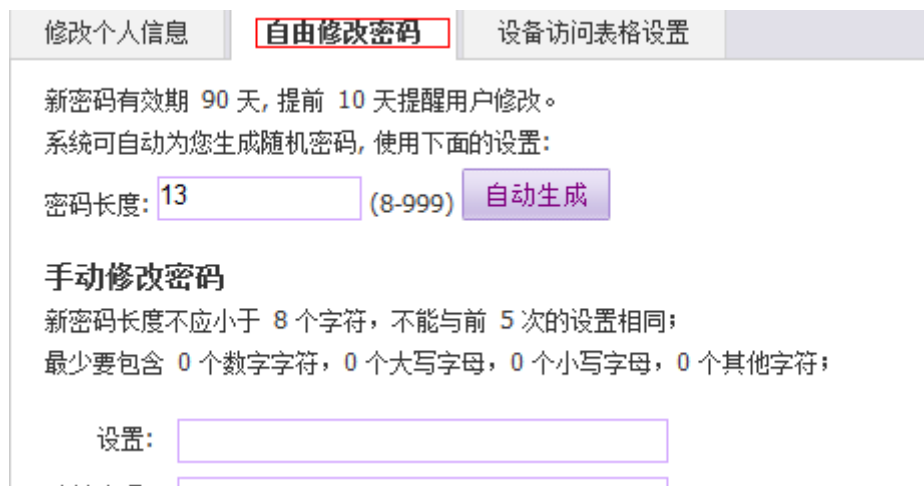 修改个人信息 自由修改密码 设备访问表格设置
新密码有效期 90 天, 提前 10 天提醒用户修改。
系统可自动为您生成随机密码, 使用下面的设置:
密码长度: 13 (8-999) 自动生成
手动修改密码
新密码长度不应小于 8 个字符，不能与前 5 次的设置相同；
最少要包含 0 个数字字符，0 个大写字母，0 个小写字母，0 个其他字符；
设置: